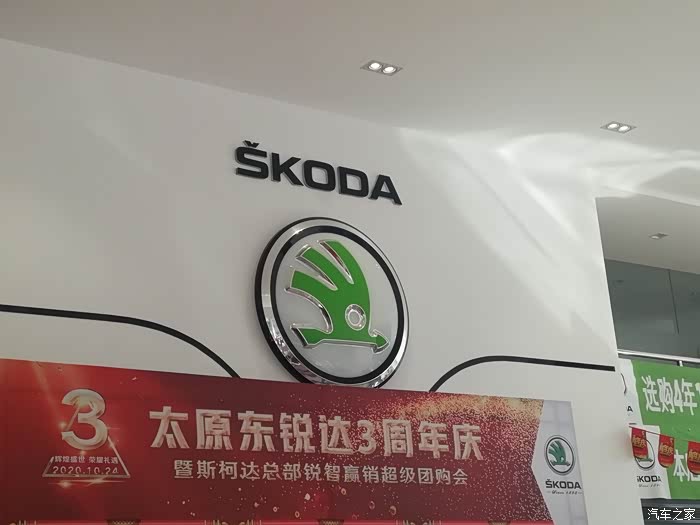 ŠKODA
3
辉煌盛世 荣耀礼遇
2020.10.24
太原东锐达3周年庆
暨斯柯达总部锐智赢销超级团购会
ŠKODA
选购4年
ŠKODA
汽车之家